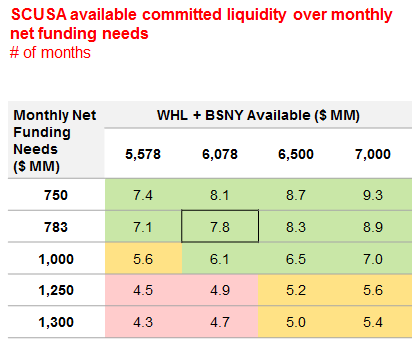 SCUSA available committed liquidity over monthly
net funding needs
# of months
Monthly Net Funding Needs ($ MM) WHL + BSNY Available ($ MM)
5,578 6,078 6,500 7,000
750 7.4 8.1 8.7 9.3
783 7.1 7.8 8.3 8.9
1,000 5.6 6.1 6.5 7.0
1,250 4.5 4.9 5.2 5.6
1,300 4.3 4.7 5.0 5.4